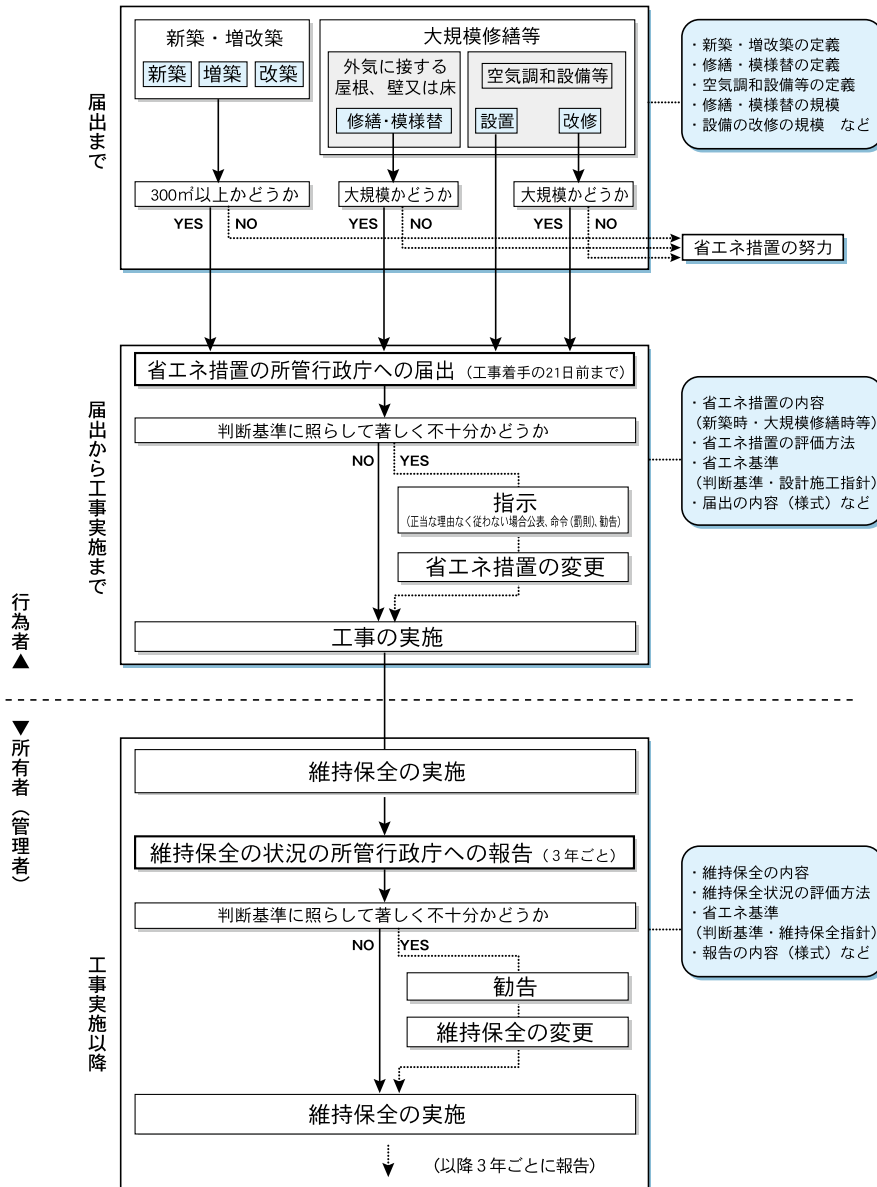 届出まで
新築・増改築
新築 増築 改築
大規模修繕等
外気に接する
屋根、壁又は床
修繕・模様替
空気調和設備等
設置 改修
・新築・増改築の定義
・修繕・模様替の定義
・空気調和設備等の定義
・修繕・模様替の規模
・設備の改修の規模 など
300㎡以上かどうか
大規模かどうか
大規模かどうか
YES NO
YES NO
YES NO
省エネ措置の努力
届出から工事実施まで
省エネ措置の所管行政庁への届出(工事着手の21日前まで)
判断基準に照らして著しく不十分かどうか
NO YES
指示
(正当な理由なく従わない場合公表、命令(罰則)、勧告)
省エネ措置の変更
工事の実施
・省エネ措置の内容
(新築時・大規模修繕時等)
・省エネ措置の評価方法
・省エネ基準
(判断基準・設計施工指針)
・届出の内容(様式)など
行為者▲
▼所有者(管理者)
工事実施以降
維持保全の実施
維持保全の状況の所管行政庁への報告(3年ごと)
判断基準に照らして著しく不十分かどうか
NO YES
勧告
維持保全の変更
維持保全の実施
(以降3年ごとに報告)
・維持保全の内容
・維持保全状況の評価方法
・省エネ基準
(判断基準・維持保全指針)
・報告の内容(様式)など